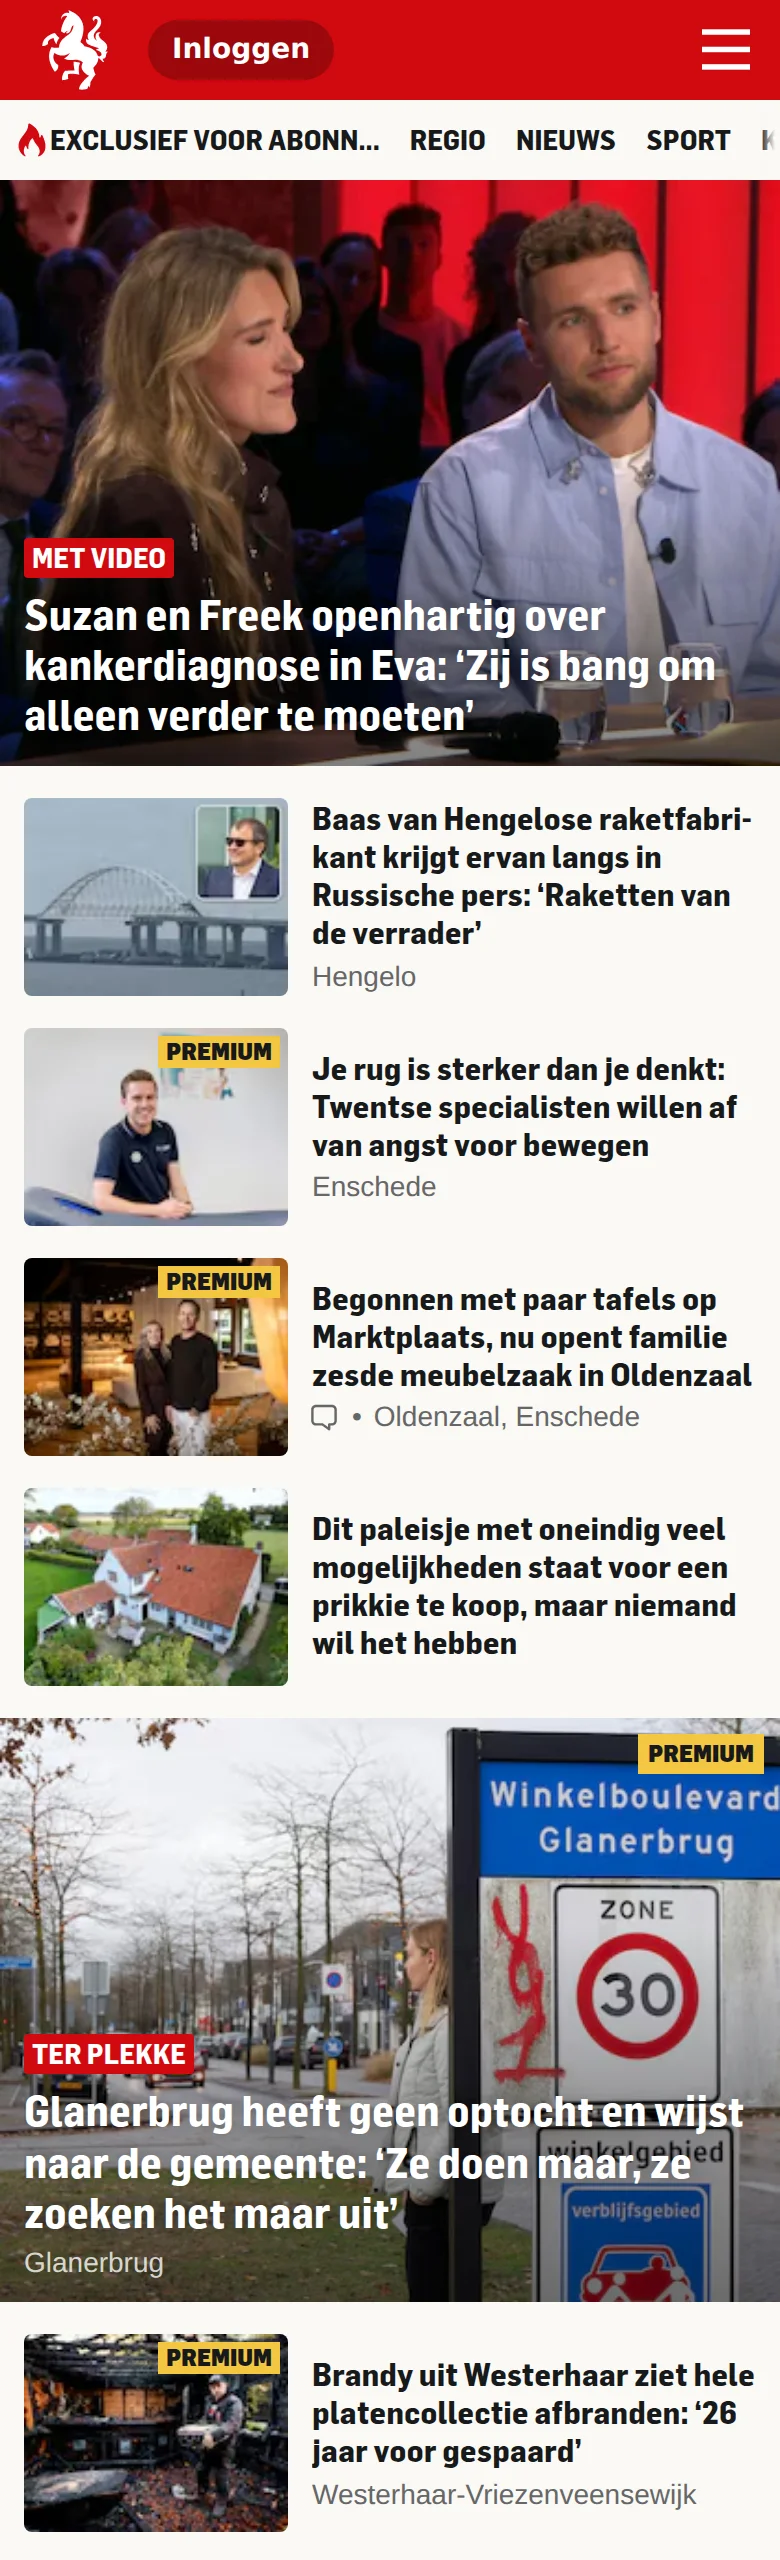 Inloggen
EXCLUSIEF VOOR ABONN...
REGIO
NIEUWS
SPORT
MET VIDEO
Suzan en Freek openhartig over
kankerdiagnose in Eva: ‘Zij is bang om
alleen verder te moeten’
Baas van Hengelose raketfabri-
kant krijgt ervan langs in
Russische pers: ‘Raketten van
de verrader’
Hengelo
PREMIUM
Je rug is sterker dan je denkt:
Twentse specialisten willen af
van angst voor bewegen
Enschede
PREMIUM
Begonnen met paar tafels op
Marktplaats, nu opent familie
zesde meubelzaak in Oldenzaal
• Oldenzaal, Enschede
Dit paleisje met oneindig veel
mogelijkheden staat voor een
prikkie te koop, maar niemand
wil het hebben
PREMIUM
Winkelboulevard
Glanerbrug
ZONE
30
TER PLEKKE
Glanerbrug heeft geen optocht en wijst
naar de gemeente: ‘Ze doen maar, ze
zoeken het maar uit’
Glanerbrug
winkelgebied
verblijfsgebied
PREMIUM
Brandy uit Westerhaar ziet hele
platencollectie afbranden: ‘26
jaar voor gespaard’
Westerhaar-Vriezenveensewijk